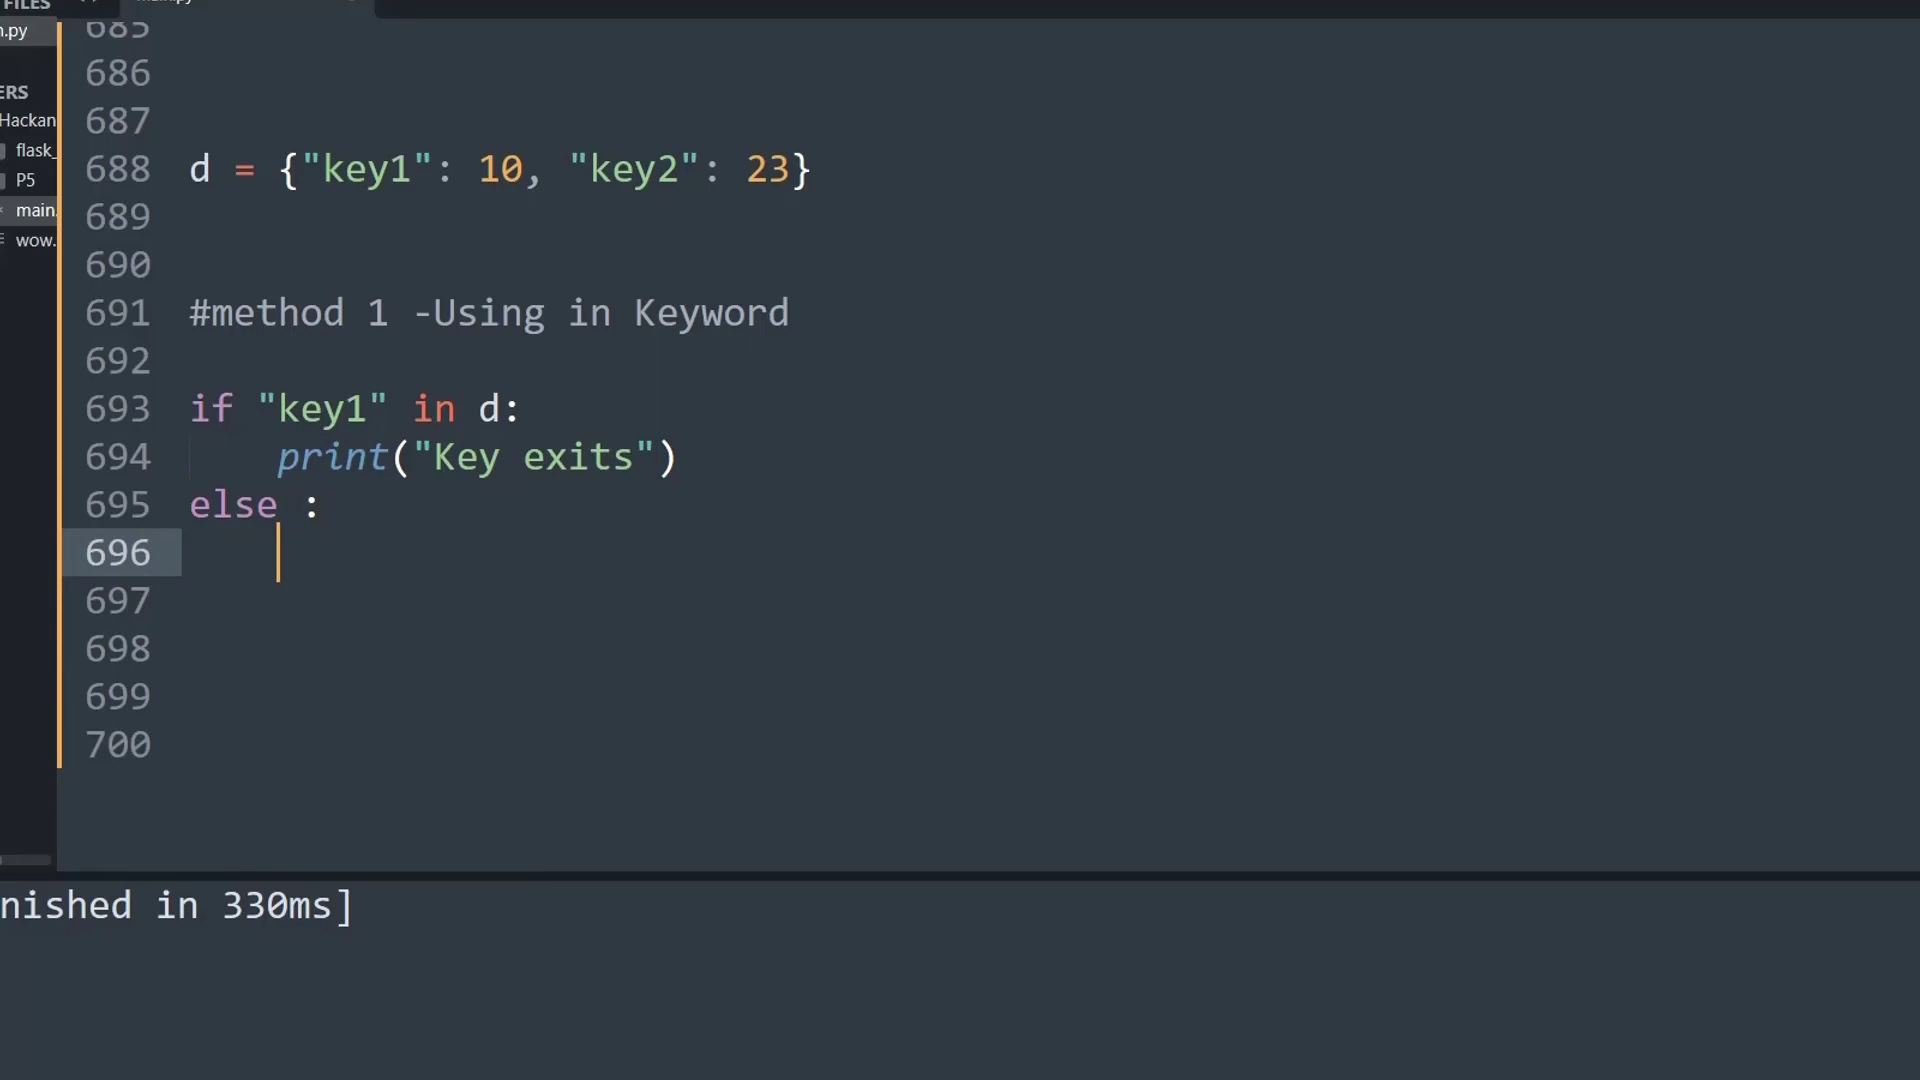 FILES
.py
ERS
Hackan
flask_
P5
main.
wow.
685
686
687
688 d = {"key1": 10, "key2": 23}
689
690
691 #method 1 -Using in Keyword
692
693 if "key1" in d:
694 print("Key exits")
695 else :
696
697
698
699
700
nished in 330ms]